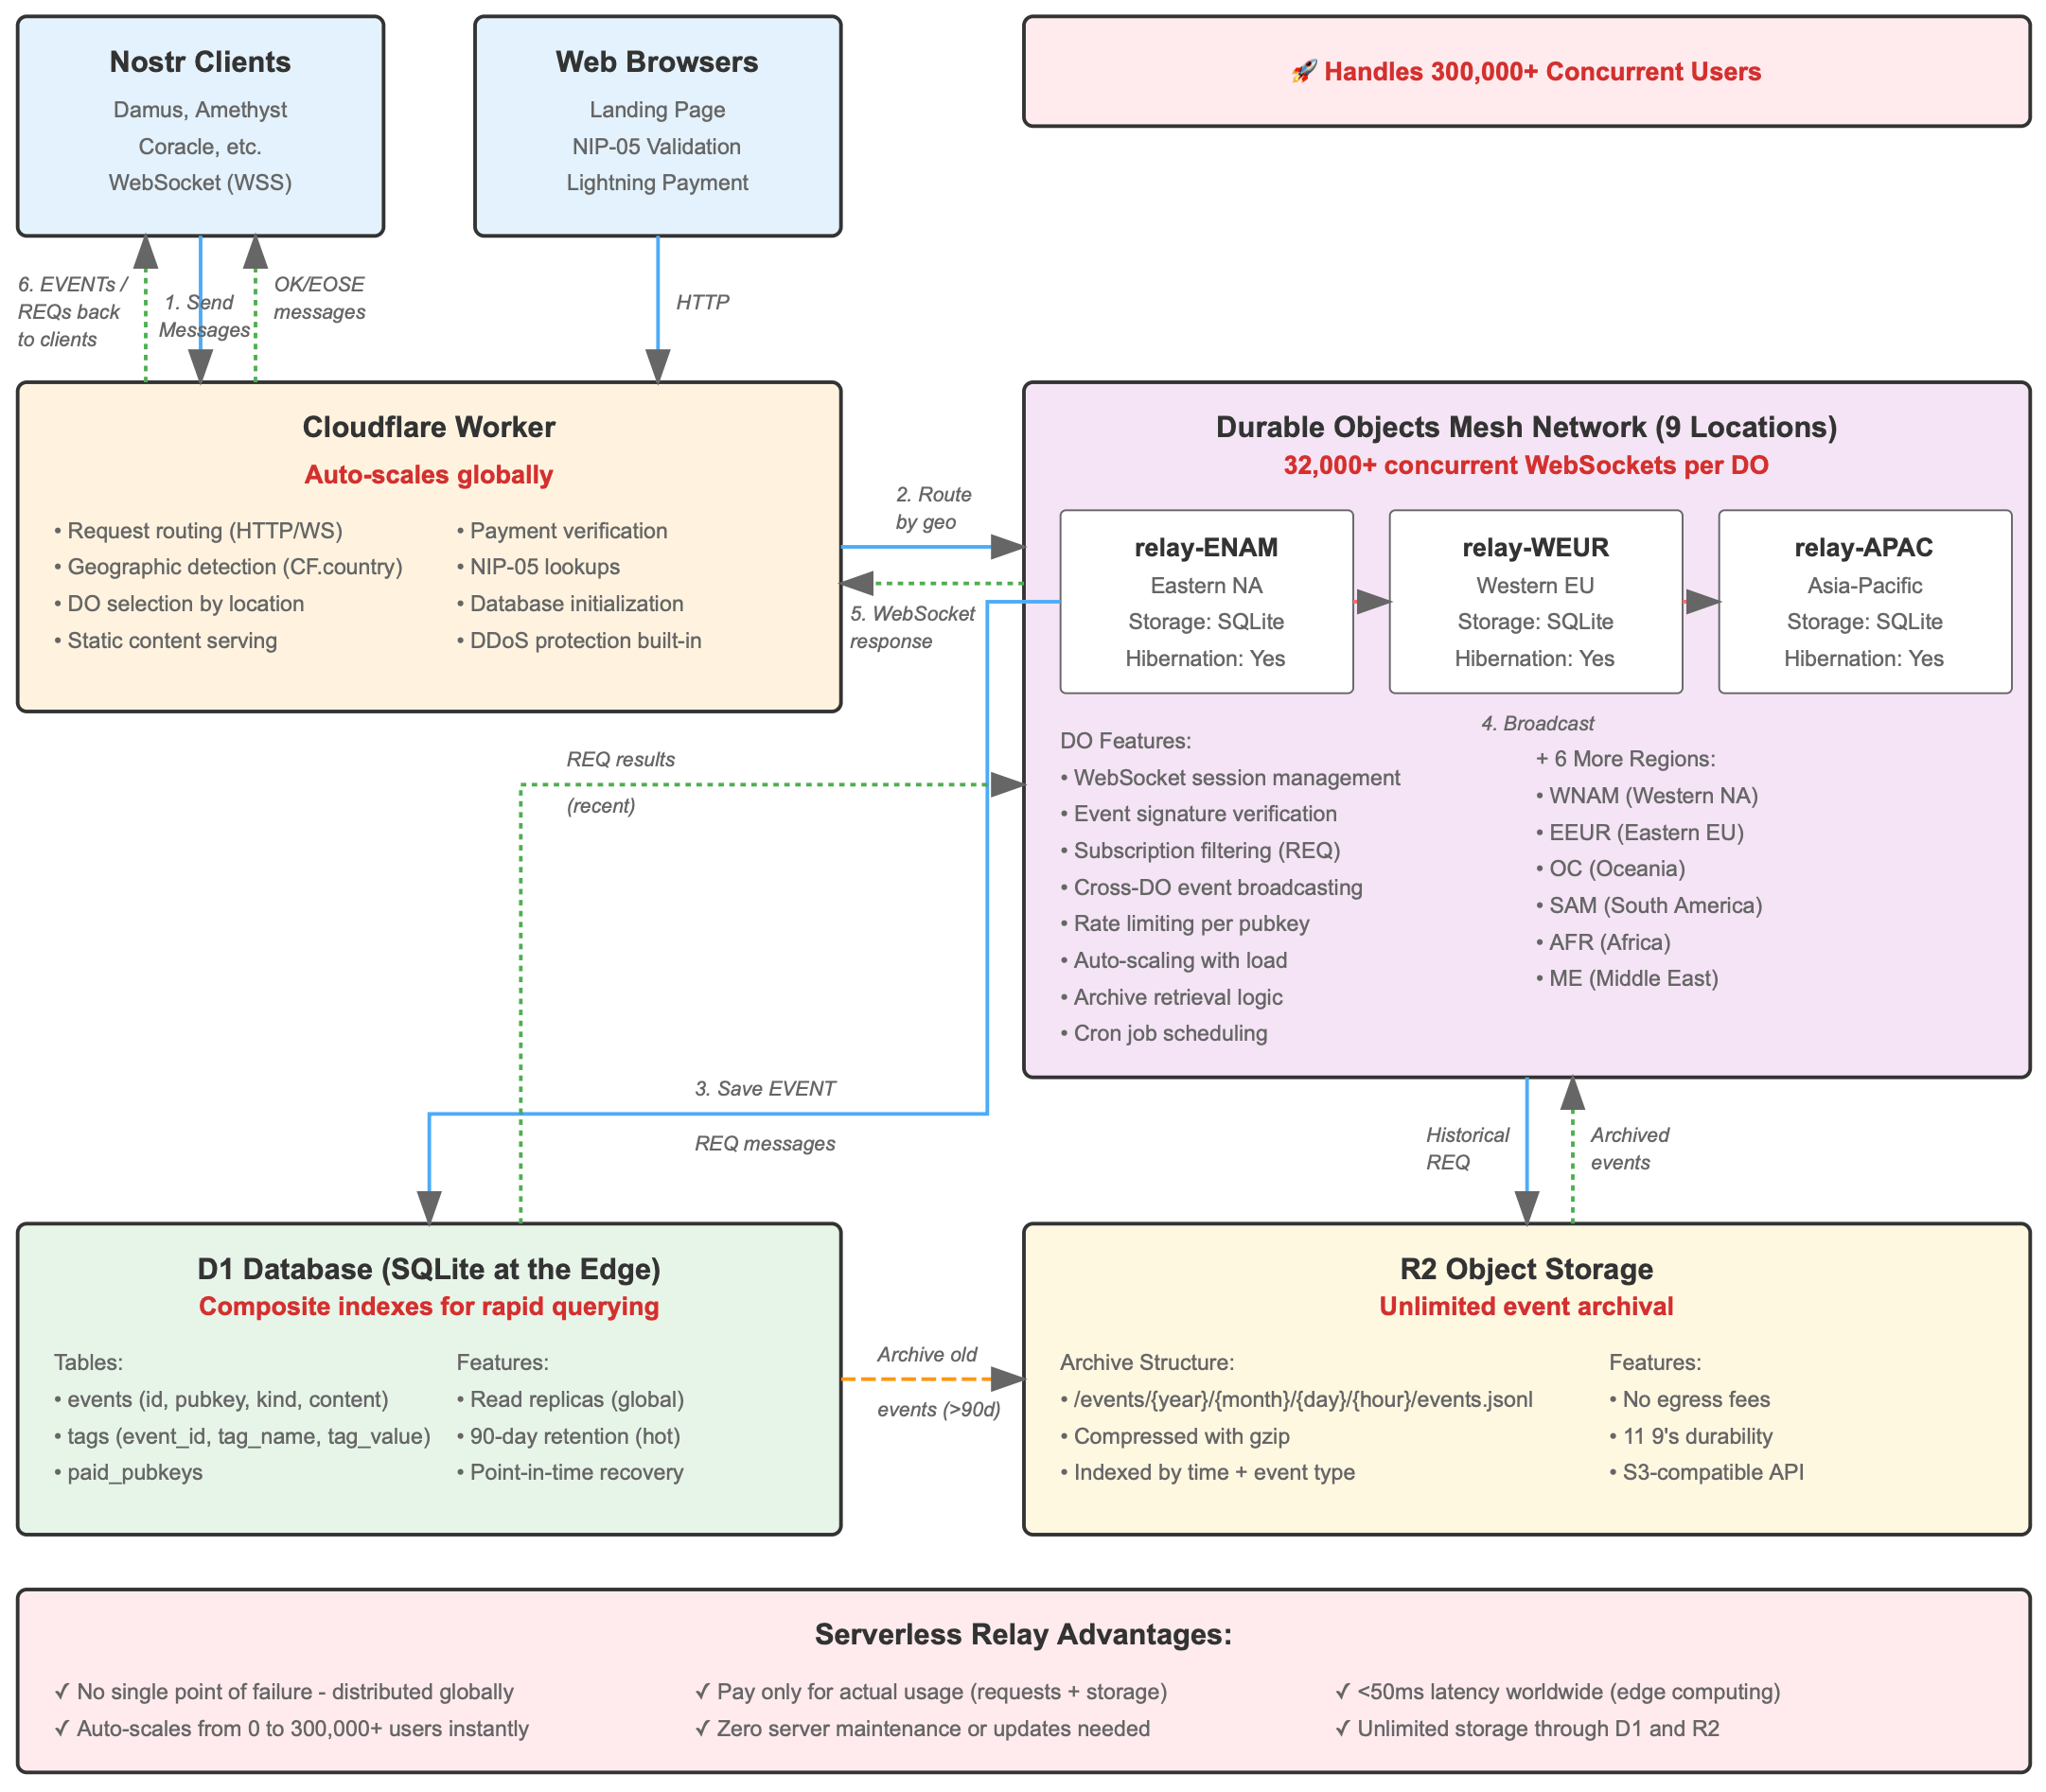 Nostr Clients
Damus, Amethyst
Coracle, etc.
WebSocket (WSS)
Web Browsers
Landing Page
NIP-05 Validation
Lightning Payment
🚀 Handles 300,000+ Concurrent Users
6. EVENTs /
REQs back
to clients
1. Send
Messages
OK/EOSE
messages
HTTP
Cloudflare Worker
Auto-scales globally
• Request routing (HTTP/WS)
• Geographic detection (CF.country)
• DO selection by location
• Static content serving
• Payment verification
• NIP-05 lookups
• Database initialization
• DDoS protection built-in
2. Route
by geo
5. WebSocket
response
Durable Objects Mesh Network (9 Locations)
32,000+ concurrent WebSockets per DO
relay-ENAM
Eastern NA
Storage: SQLite
Hibernation: Yes
relay-WEUR
Western EU
Storage: SQLite
Hibernation: Yes
relay-APAC
Asia-Pacific
Storage: SQLite
Hibernation: Yes
4. Broadcast
DO Features:
• WebSocket session management
• Event signature verification
• Subscription filtering (REQ)
• Cross-DO event broadcasting
• Rate limiting per pubkey
• Auto-scaling with load
• Archive retrieval logic
• Cron job scheduling
+ 6 More Regions:
• WNAM (Western NA)
• EEUR (Eastern EU)
• OC (Oceania)
• SAM (South America)
• AFR (Africa)
• ME (Middle East)
REQ results
(recent)
3. Save EVENT
REQ messages
Historical
REQ
Archived
events
D1 Database (SQLite at the Edge)
Composite indexes for rapid querying
Tables:
• events (id, pubkey, kind, content)
• tags (event_id, tag_name, tag_value)
• paid_pubkeys
Features:
• Read replicas (global)
• 90-day retention (hot)
• Point-in-time recovery
Archive old
events (>90d)
R2 Object Storage
Unlimited event archival
Archive Structure:
• /events/{year}/{month}/{day}/{hour}/events.jsonl
• Compressed with gzip
• Indexed by time + event type
Features:
• No egress fees
• 11 9's durability
• S3-compatible API
Serverless Relay Advantages:
✓ No single point of failure - distributed globally
✓ Auto-scales from 0 to 300,000+ users instantly
✓ Pay only for actual usage (requests + storage)
✓ Zero server maintenance or updates needed
✓ <50ms latency worldwide (edge computing)
✓ Unlimited storage through D1 and R2